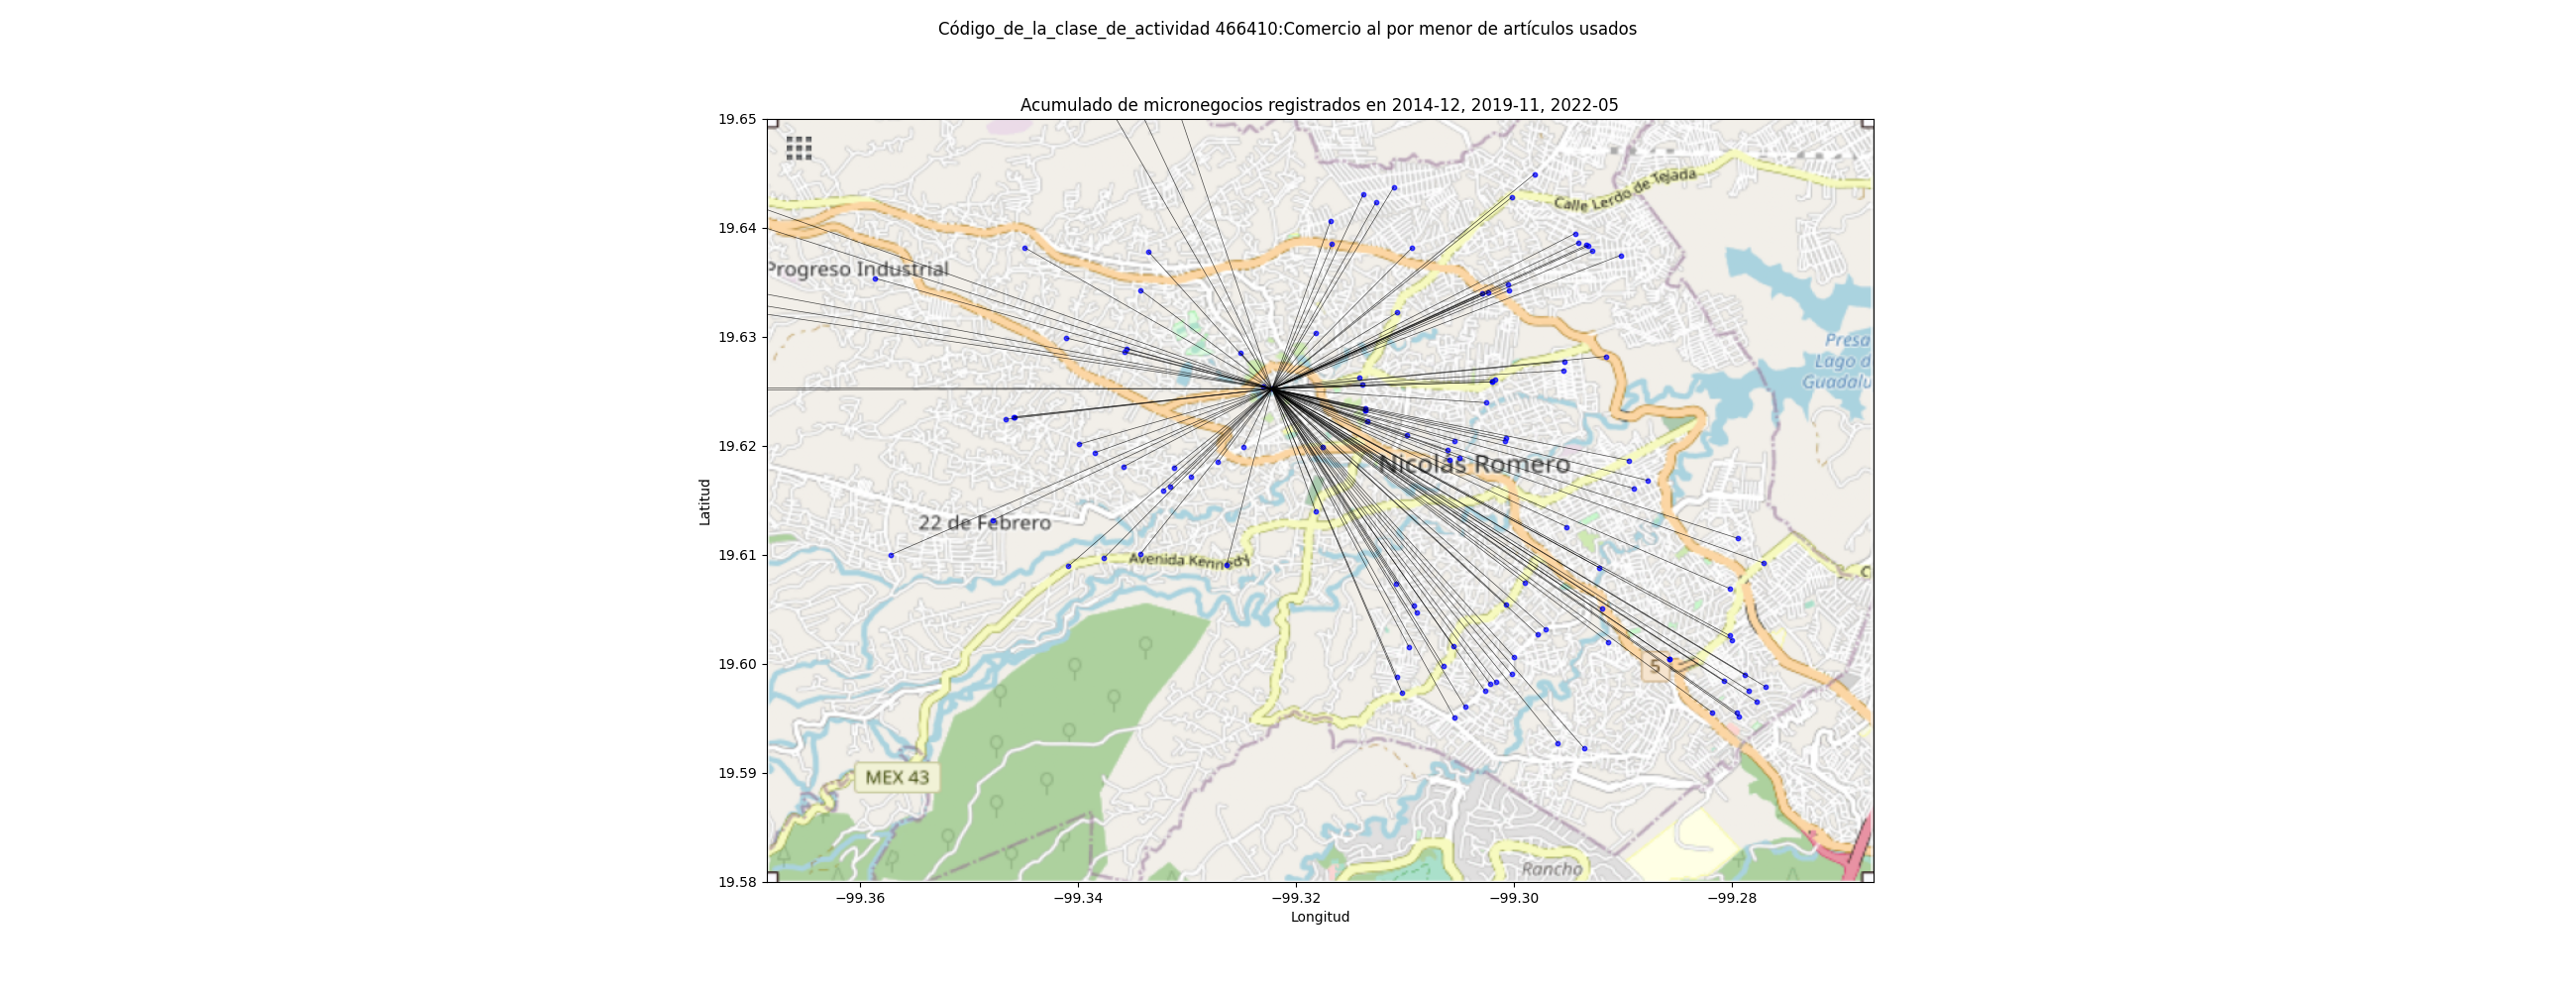 Código_de_la_clase_de_actividad 466410:Comercio al por menor de artículos usados
Acumulado de micronegocios registrados en 2014-12, 2019-11, 2022-05
19.65
19.64
19.63
19.62
19.61
19.60
19.59
19.58
Latitud
Calle Lerdo de Tejada
Progreso Industrial
Presa
Lago d
Guadalu
Nicolás Romero
22 de Febrero
Avenida Kennedy
C
5
MEX 43
Rancho
−99.36
−99.34
−99.32
−99.30
−99.28
Longitud